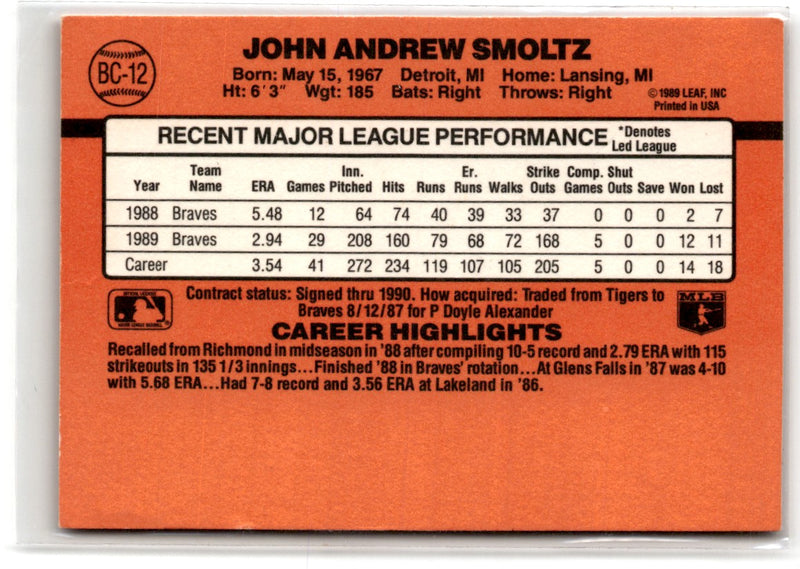 BC-12
JOHN ANDREW SMOLTZ
Born: May 15, 1967 Detroit, MI Home: Lansing, MI
Ht: 6'3" Wgt: 185 Bats: Right Throws: Right
©1989 LEAF, INC
Printed in USA
RECENT MAJOR LEAGUE PERFORMANCE *Denotes
Led League
Team Inn. Er. Strike Comp. Shut
Year Name ERA Games Pitched Hits Runs Runs Walks Outs Games Outs Save Won Lost
1988 Braves 5.48 12 64 74 40 39 33 37 0 0 0 2 7
1989 Braves 2.94 29 208 160 79 68 72 168 5 0 0 12 11
Career 3.54 41 272 234 119 107 105 205 5 0 0 14 18
OFFICIAL LICENSEE
MAJOR LEAGUE BASEBALL
Contract status: Signed thru 1990. How acquired: Traded from Tigers to
Braves 8/12/87 for P Doyle Alexander
MLB
CAREER HIGHLIGHTS
Recalled from Richmond in midseason in '88 after compiling 10-5 record and 2.79 ERA with 115
strikeouts in 135 1/3 innings...Finished '88 in Braves' rotation...At Glens Falls in '87 was 4-10
with 5.68 ERA...Had 7-8 record and 3.56 ERA at Lakeland in '86.